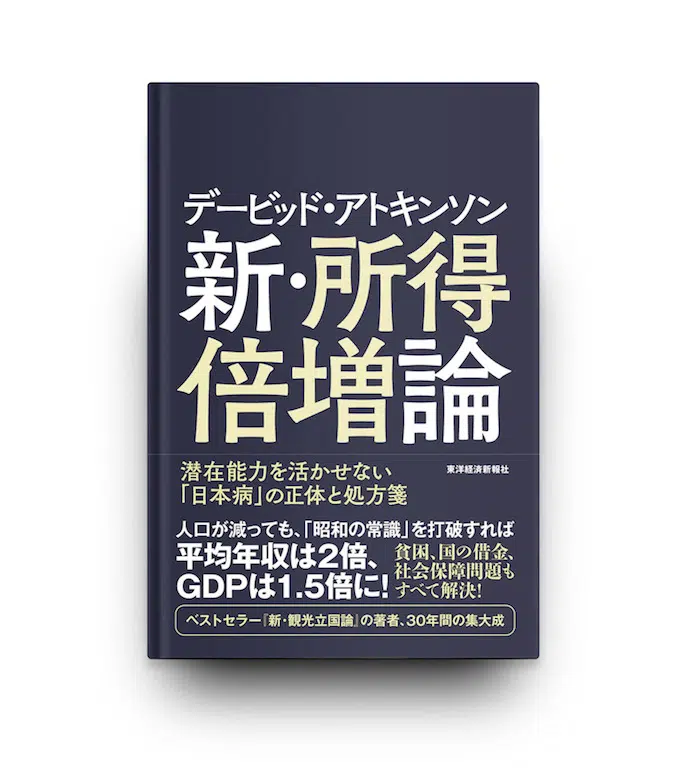 デービッド・アトキンソン
新・所得
倍増論
潜在能力を活かせない
「日本病」の正体と処方箋
東洋経済新報社
人口が減っても、「昭和の常識」を打破すれば
平均年収は2倍、
GDPは1.5倍に!
貧困、国の借金、
社会保障問題も
すべて解決!
ベストセラー『新・観光立国論』の著者、30年間の集大成